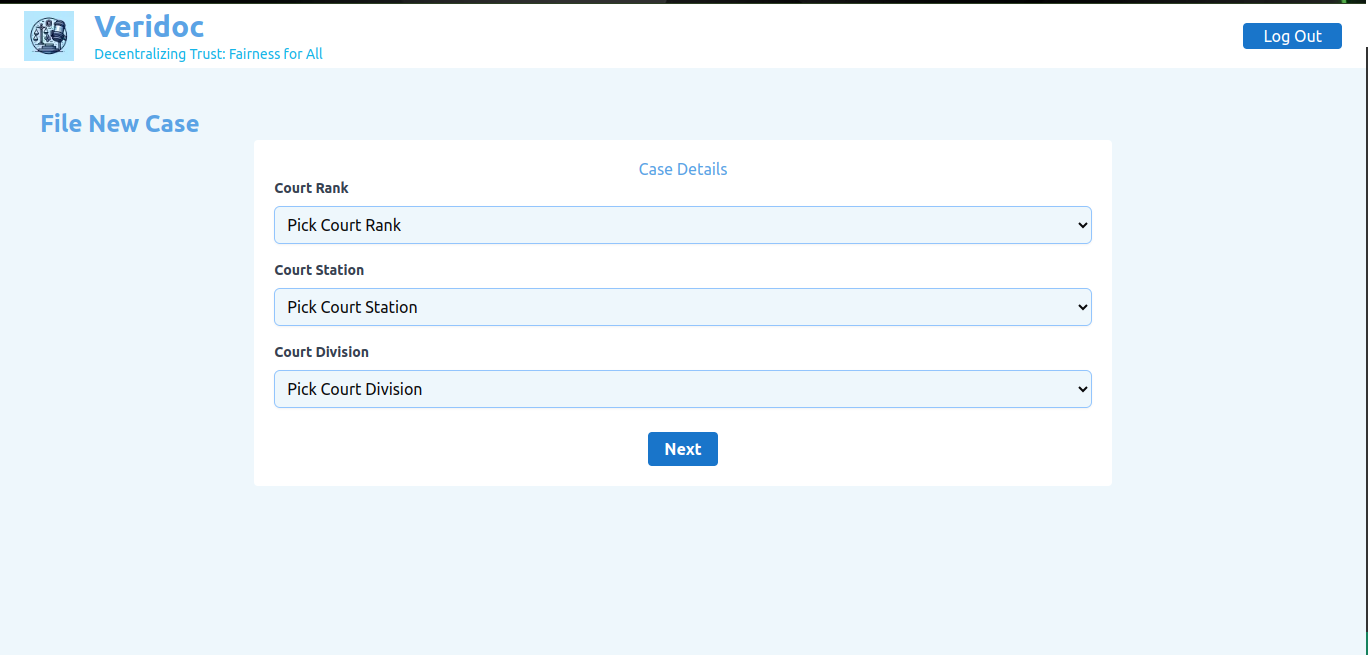 Veridoc
Decentralizing Trust: Fairness for All
Log Out
File New Case
Case Details
Court Rank
Pick Court Rank
Court Station
Pick Court Station
Court Division
Pick Court Division
Next